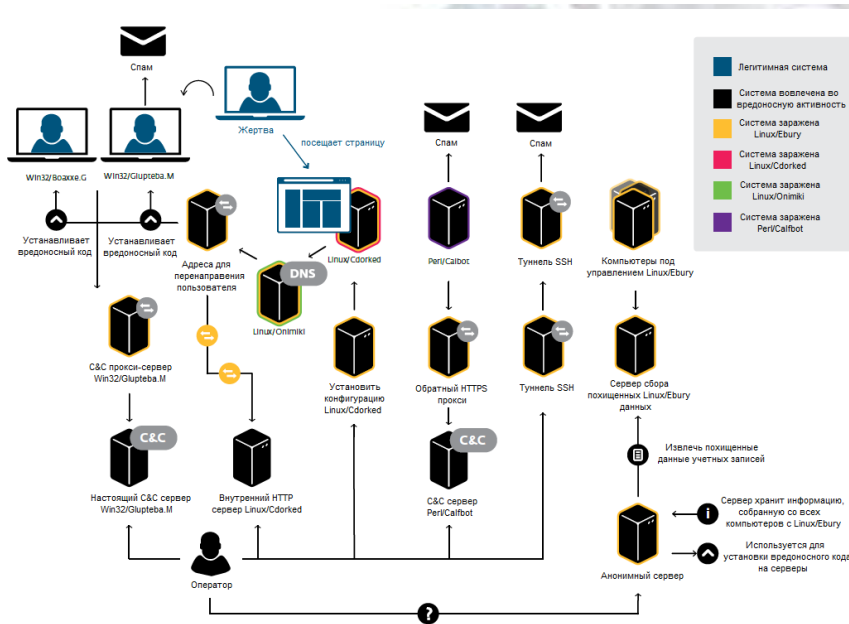 Спам
Жертва
посещает страницу
Win32/Boaxxe.G
Win32/Glupteba.M
Устанавливает
вредоносный код
Устанавливает
вредоносный код
Адреса для
перенаправления
пользователя
DNS
Linux/Onimiki
Linux/Cdorked
Спам
Perl/Calbot
Спам
Туннель SSH
Компьютеры под
управлением Linux/Ebury
Легитимная система
Система вовлечена во
вредоносную активность
Система заражена
Linux/Ebury
Система заражена
Linux/Cdorked
Система заражена
Linux/Onimiki
Система заражена
Perl/Calfbot
C&C прокси-сервер
Win32/Glupteba.M
Установить
конфигурацию
Linux/Cdorked
Обратный HTTPS
прокси
Туннель SSH
Сервер сбора
похищенных Linux/Ebury
данных
C&C
Настоящий C&C сервер
Win32/Glupteba.M
Внутренний HTTP
сервер Linux/Cdorked
C&C
C&C сервер
Perl/Calfbot
Извлечь похищенные
данные учетных записей
i
Сервер хранит информацию,
собранную со всех
компьютеров с Linux/Ebury
Используется для
установки вредоносного кода
на серверы
Анонимный сервер
Оператор
?